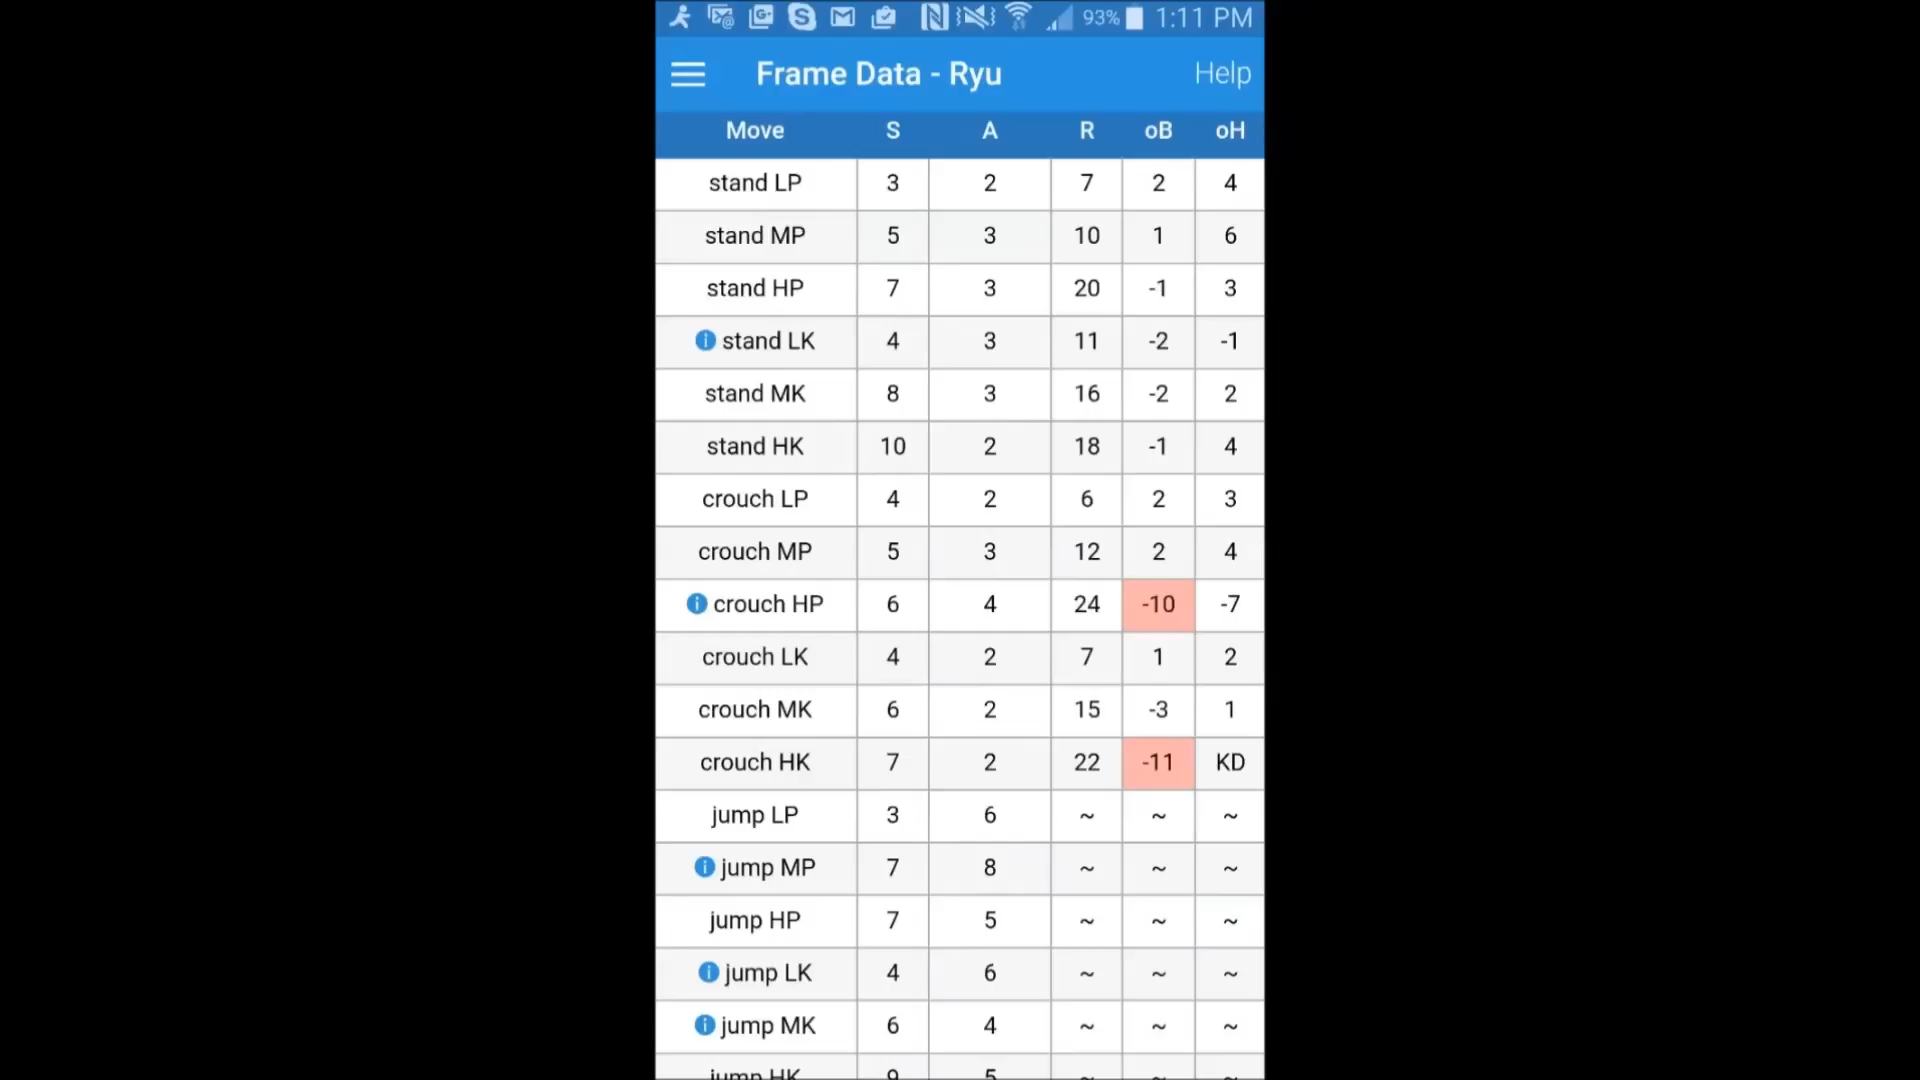 93% 1:11 PM
Frame Data - Ryu Help
Move S A R oB oH
stand LP 3 2 7 2 4
stand MP 5 3 10 1 6
stand HP 7 3 20 -1 3
stand LK 4 3 11 -2 -1
stand MK 8 3 16 -2 2
stand HK 10 2 18 -1 4
crouch LP 4 2 6 2 3
crouch MP 5 3 12 2 4
crouch HP 6 4 24 -10 -7
crouch LK 4 2 7 1 2
crouch MK 6 2 15 -3 1
crouch HK 7 2 22 -11 KD
jump LP 3 6 ~ ~ ~
jump MP 7 8 ~ ~ ~
jump HP 7 5 ~ ~ ~
jump LK 4 6 ~ ~ ~
jump MK 6 4 ~ ~ ~
jump HK 9 5 ~ ~ ~